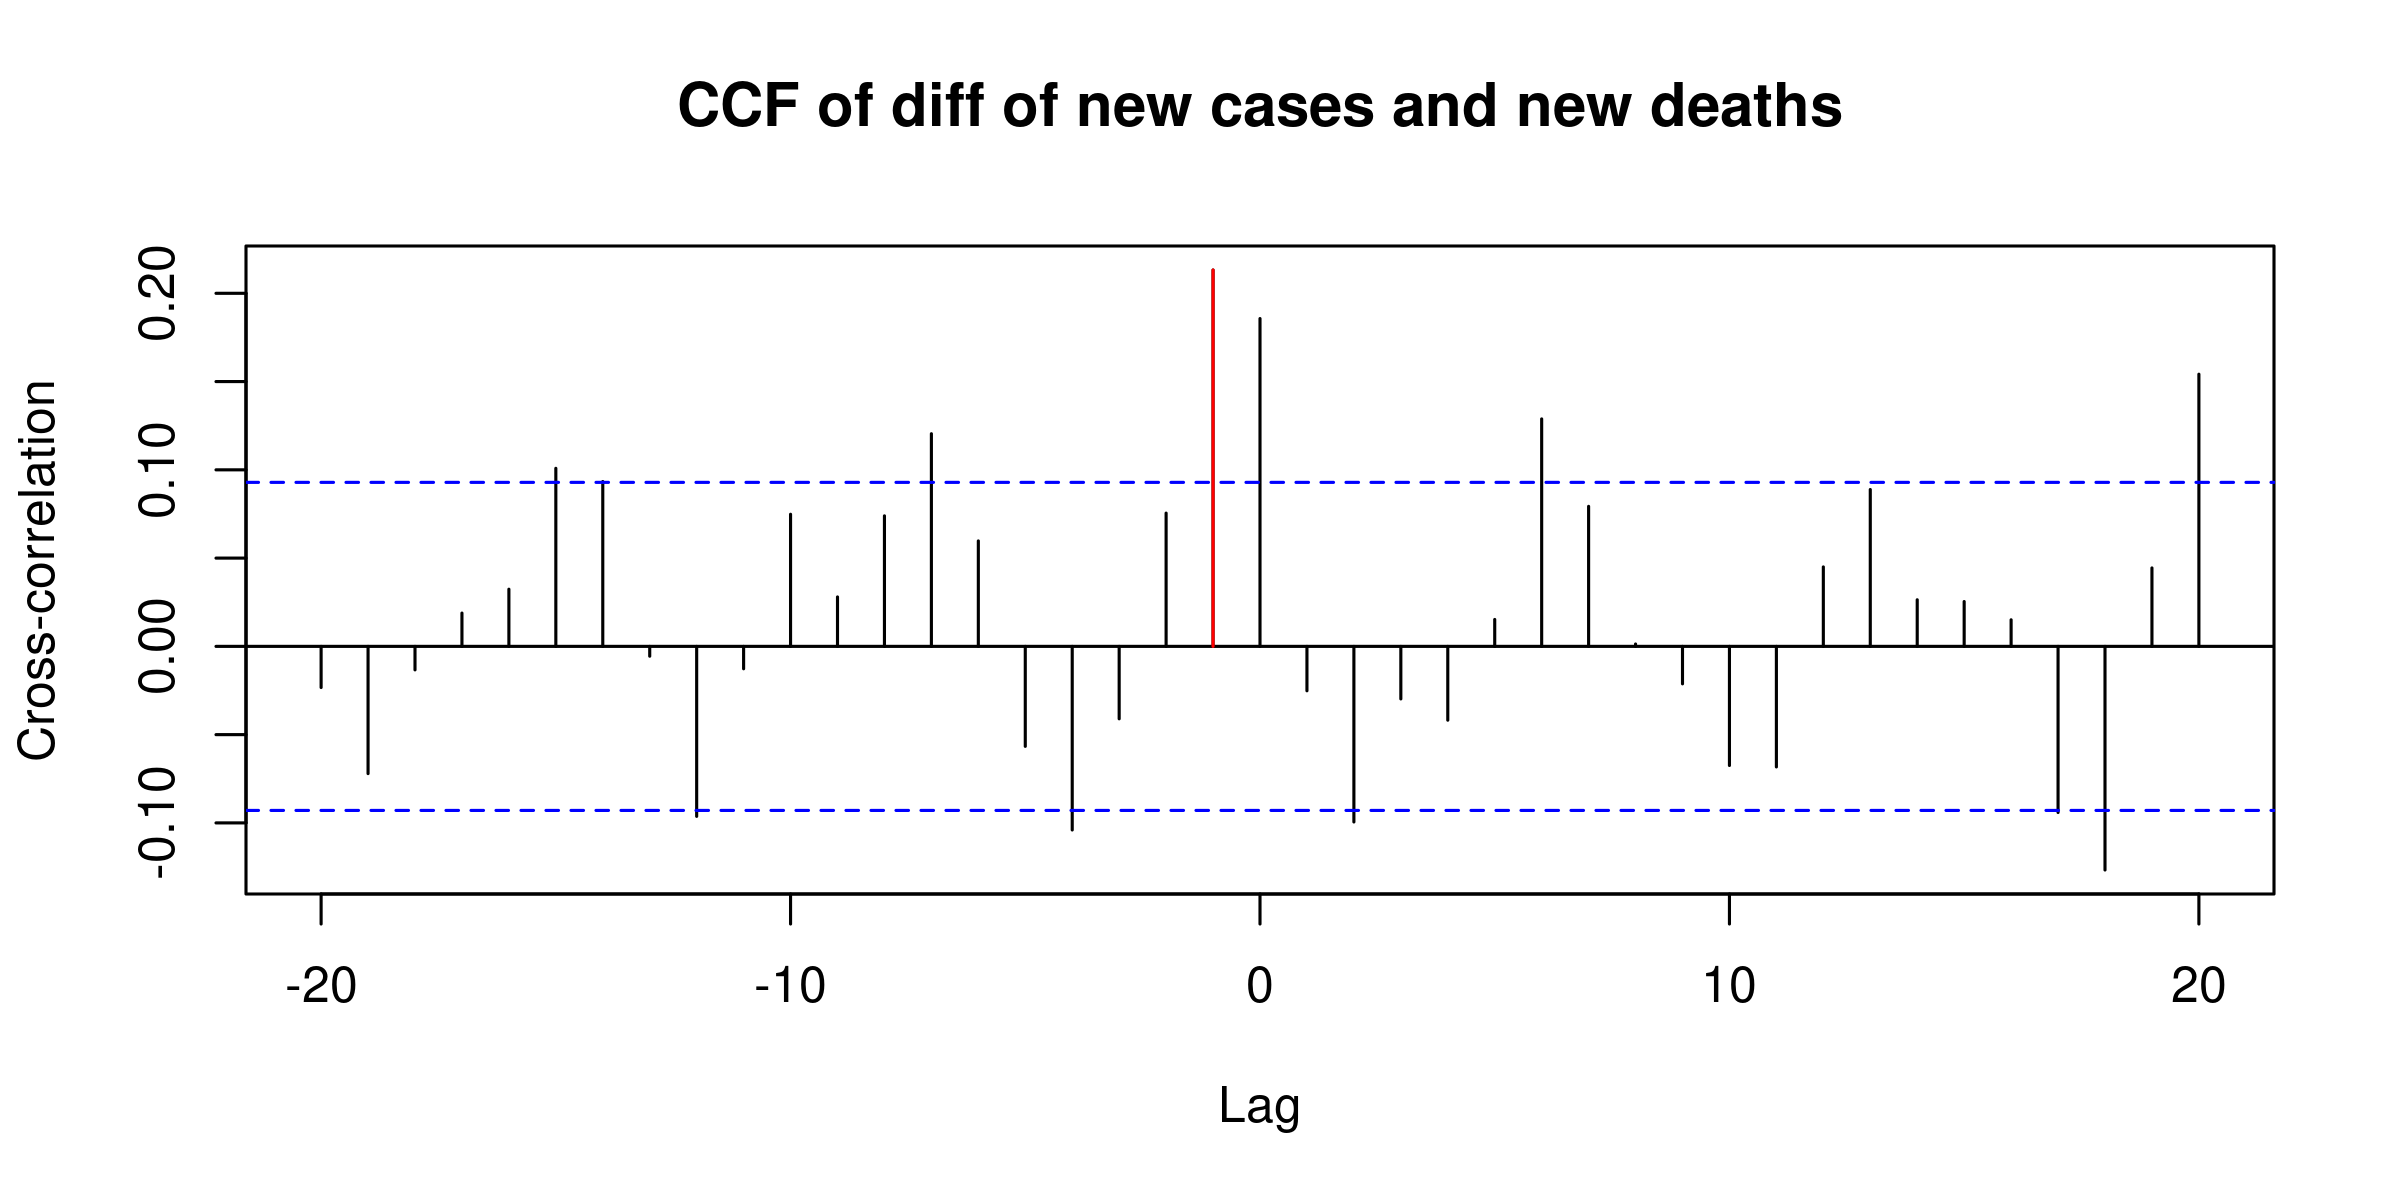 CCF of diff of new cases and new deaths
Cross-correlation
0.20
0.10
0.00
-0.10
-20 -10 0 10 20
Lag